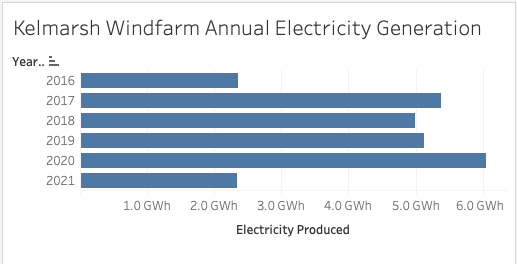 Kelmarsh Windfarm Annual Electricity Generation
Year..
2016
2017
2018
2019
2020
2021
1.0 GWh 2.0 GWh 3.0 GWh 4.0 GWh 5.0 GWh 6.0 GWh
Electricity Produced